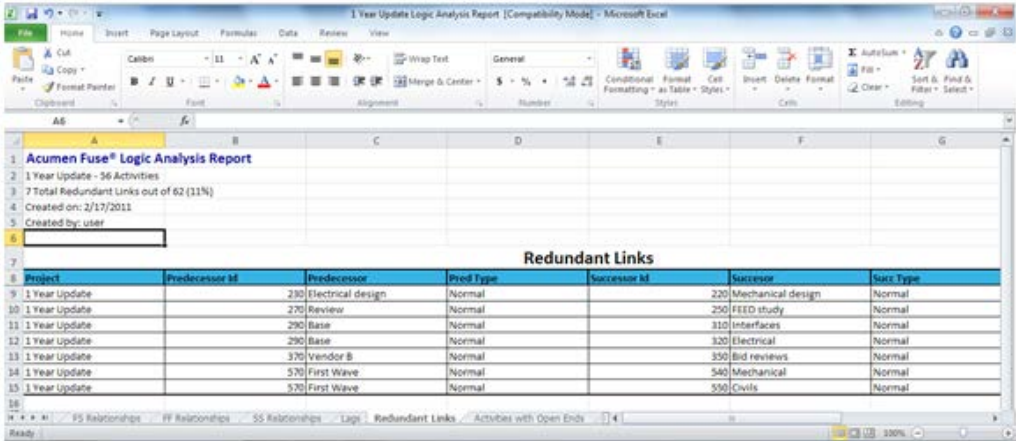 1 Year Update Logic Analysis Report [Compatibility Mode] - Microsoft Excel
File Home Insert Page Layout Formulas Data Review View
Paste
Cut
Copy
Format Painter
Clipboard
Calibri 11
B I U
Font
Wrap Text
Merge & Center
Alignment
General
$ % ,
Number
Conditional Formatting
Format as Table
Cell Styles
Styles
Insert Delete Format
Cells
AutoSum
Fill
Clear
Sort & Filter
Find & Select
Editing
A6 fx
A B C D E F G
1 Acumen Fuse® Logic Analysis Report
2 1 Year Update - 56 Activities
3 7 Total Redundant Links out of 62 (11%)
4 Created on: 2/17/2011
5 Created by: user
6
7 Redundant Links
8 Project Predecessor Id Predecessor Pred Type Successor Id Succesor Succ Type
9 1 Year Update 230 Electrical design Normal 220 Mechanical design Normal
10 1 Year Update 270 Review Normal 250 FEED study Normal
11 1 Year Update 290 Base Normal 310 Interfaces Normal
12 1 Year Update 290 Base Normal 320 Electrical Normal
13 1 Year Update 370 Vendor B Normal 350 Bid reviews Normal
14 1 Year Update 570 First Wave Normal 540 Mechanical Normal
15 1 Year Update 570 First Wave Normal 550 Civils Normal
16
FS Relationships FF Relationships SS Relationships Lags Redundant Links Activities with Open Ends
Ready 100%